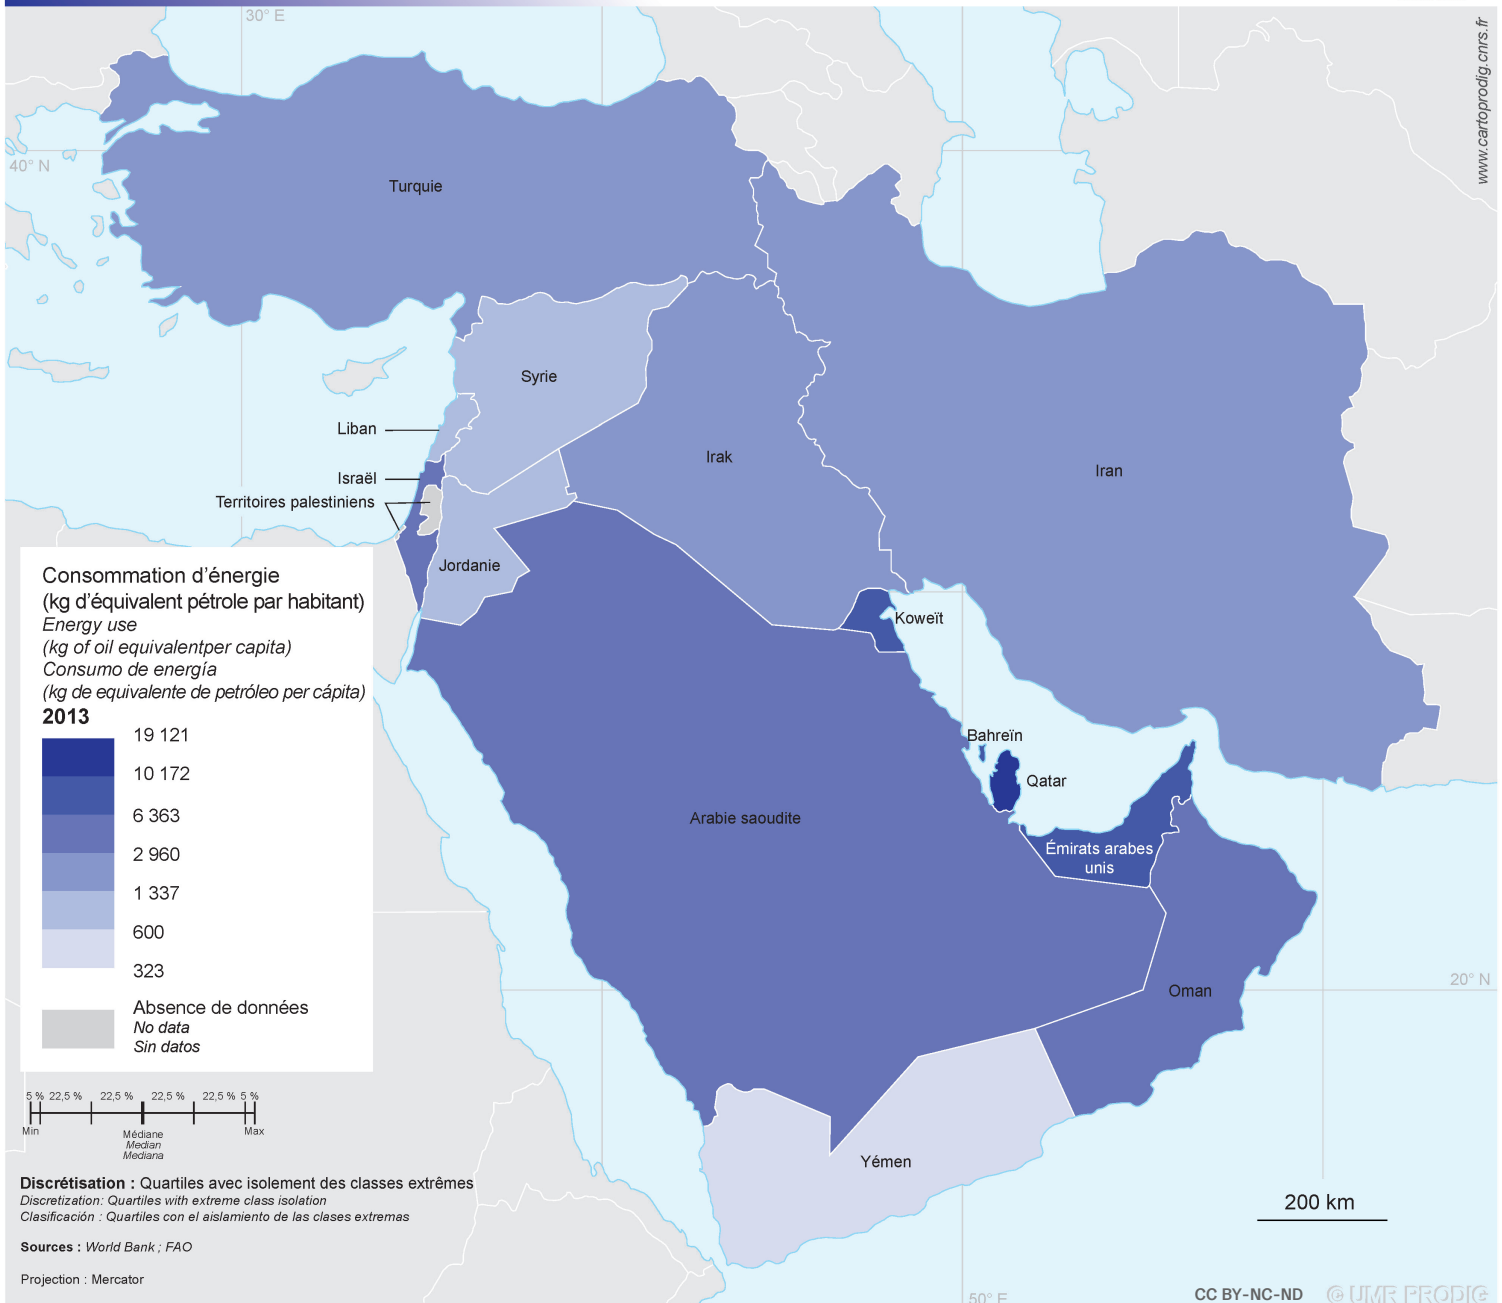 30° E
www.cartoprodig.cnrs.fr
40° N
Turquie
Syrie
Liban
Irak
Iran
Israël
Territoires palestiniens
Jordanie
Koweït
Bahreïn
Qatar
Arabie saoudite
Émirats arabes
unis
Oman
20° N
Yémen
Consommation d’énergie
(kg d’équivalent pétrole par habitant)
Energy use
(kg of oil equivalentper capita)
Consumo de energía
(kg de equivalente de petróleo per cápita)
2013
19 121
10 172
6 363
2 960
1 337
600
323
Absence de données
No data
Sin datos
5 % 22,5 % 22,5 % 22,5 % 22,5 % 5 %
Min Max
Médiane
Median
Mediana
Discrétisation : Quartiles avec isolement des classes extrêmes
Discretization: Quartiles with extreme class isolation
Clasificación : Quartiles con el aislamiento de las clases extremas
Sources : World Bank ; FAO
Projection : Mercator
200 km
50° E
CC BY-NC-ND © UMR PRODIG